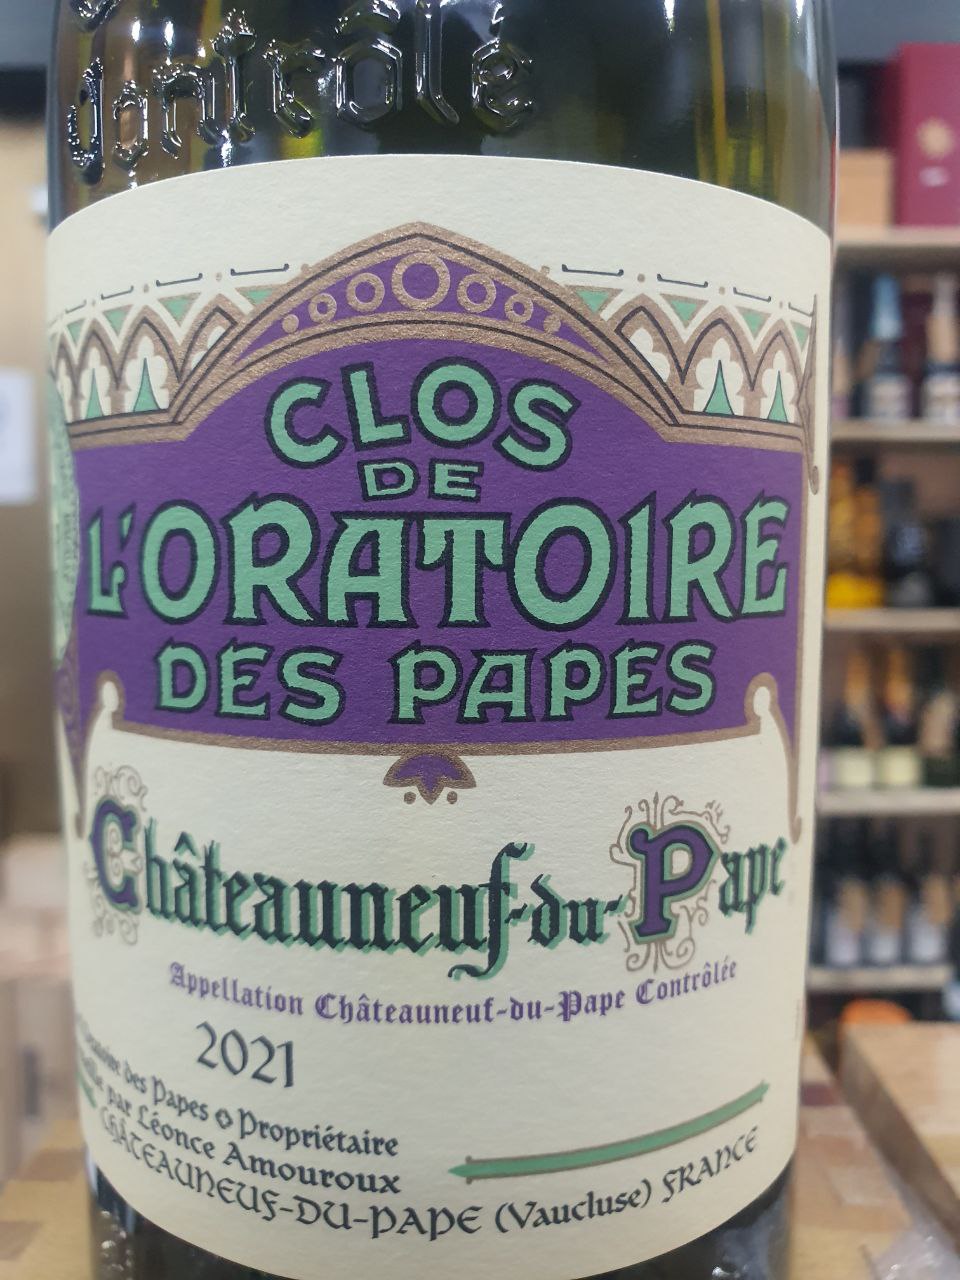 Contrôlé
CLOS
DE
L'ORATOIRE
DES PAPES
Châteauneuf-du-Pape
Appellation Châteauneuf-du-Pape Contrôlée
2021
des Papes Propriétaire
par Léonce Amouroux
CHÂTEAUNEUF-DU-PAPE (Vaucluse) FRANCE